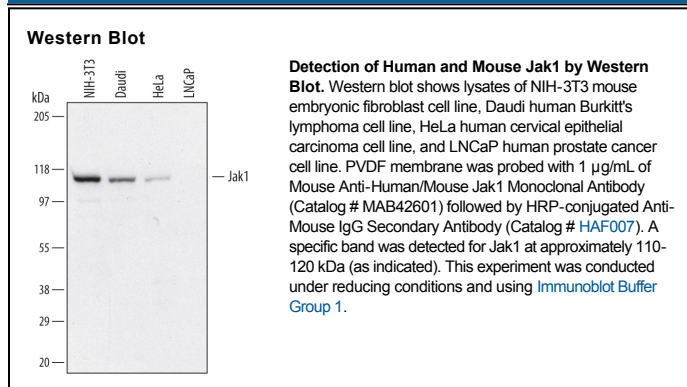 Western Blot
NIH-3T3
Daudi
HeLa
LNCaP
kDa
205
118
Jak1
97
55
38
29
20
Detection of Human and Mouse Jak1 by Western
Blot. Western blot shows lysates of NIH-3T3 mouse
embryonic fibroblast cell line, Daudi human Burkitt's
lymphoma cell line, HeLa human cervical epithelial
carcinoma cell line, and LNCaP human prostate cancer
cell line. PVDF membrane was probed with 1 µg/mL of
Mouse Anti-Human/Mouse Jak1 Monoclonal Antibody
(Catalog # MAB42601) followed by HRP-conjugated Anti-
Mouse IgG Secondary Antibody (Catalog # HAF007). A
specific band was detected for Jak1 at approximately 110-
120 kDa (as indicated). This experiment was conducted
under reducing conditions and using Immunoblot Buffer
Group 1.